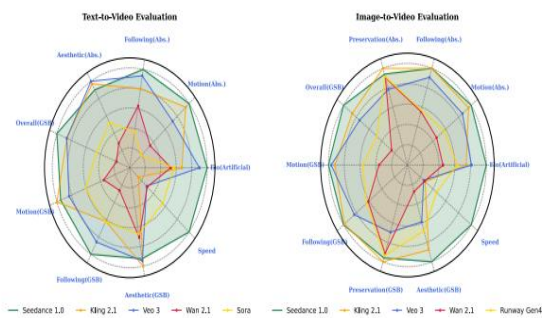 Text-to-Video Evaluation
Following(Abs.)
Aesthetic(Abs.)
Motion(Abs.)
Overall(GSB)
Elo(Artificial)
Motion(GSB)
Speed
Following(GSB)
Aesthetic(GSB)
Seedance 1.0 Kling 2.1 Veo 3 Wan 2.1 Sora
Image-to-Video Evaluation
Preservation(Abs.) Following(Abs.)
Overall(GSB)
Motion(Abs.)
Motion(GSB)
Elo(Artificial)
Following(GSB)
Speed
Preservation(GSB) Aesthetic(GSB)
Seedance 1.0 Kling 2.1 Veo 3 Wan 2.1 Runway Gen4